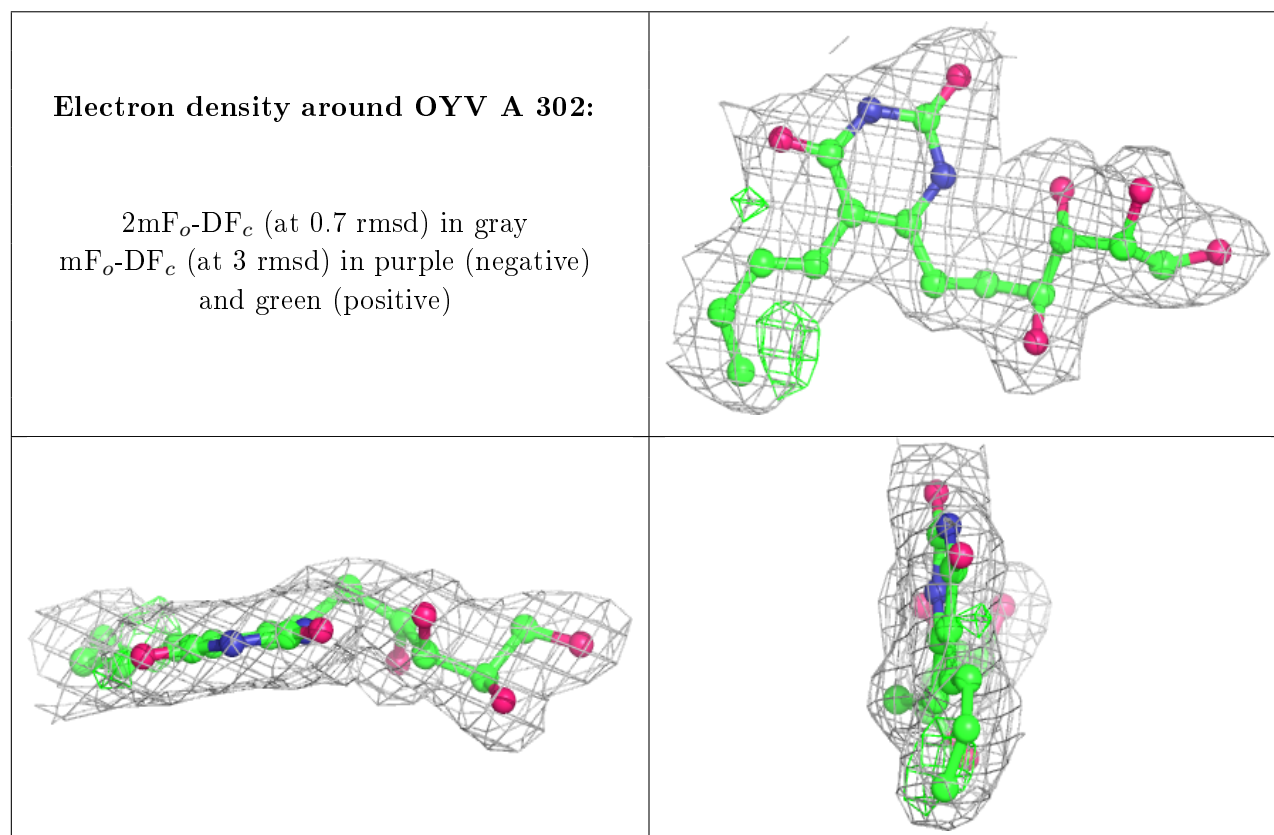 Electron density around OYV A 302:
2mFₒ-DF𝒸 (at 0.7 rmsd) in gray
mFₒ-DF𝒸 (at 3 rmsd) in purple (negative)
and green (positive)